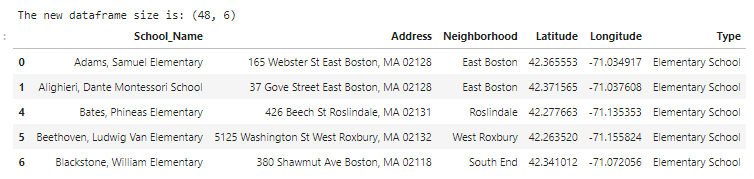 The new dataframe size is: (48, 6)
: School_Name Address Neighborhood Latitude Longitude Type
0 Adams, Samuel Elementary 165 Webster St East Boston, MA 02128 East Boston 42.365553 -71.034917 Elementary School
1 Alighieri, Dante Montessori School 37 Gove Street East Boston, MA 02128 East Boston 42.371565 -71.037608 Elementary School
4 Bates, Phineas Elementary 426 Beech St Roslindale, MA 02131 Roslindale 42.277663 -71.135353 Elementary School
5 Beethoven, Ludwig Van Elementary 5125 Washington St West Roxbury, MA 02132 West Roxbury 42.263520 -71.155824 Elementary School
6 Blackstone, William Elementary 380 Shawmut Ave Boston, MA 02118 South End 42.341012 -71.072056 Elementary School